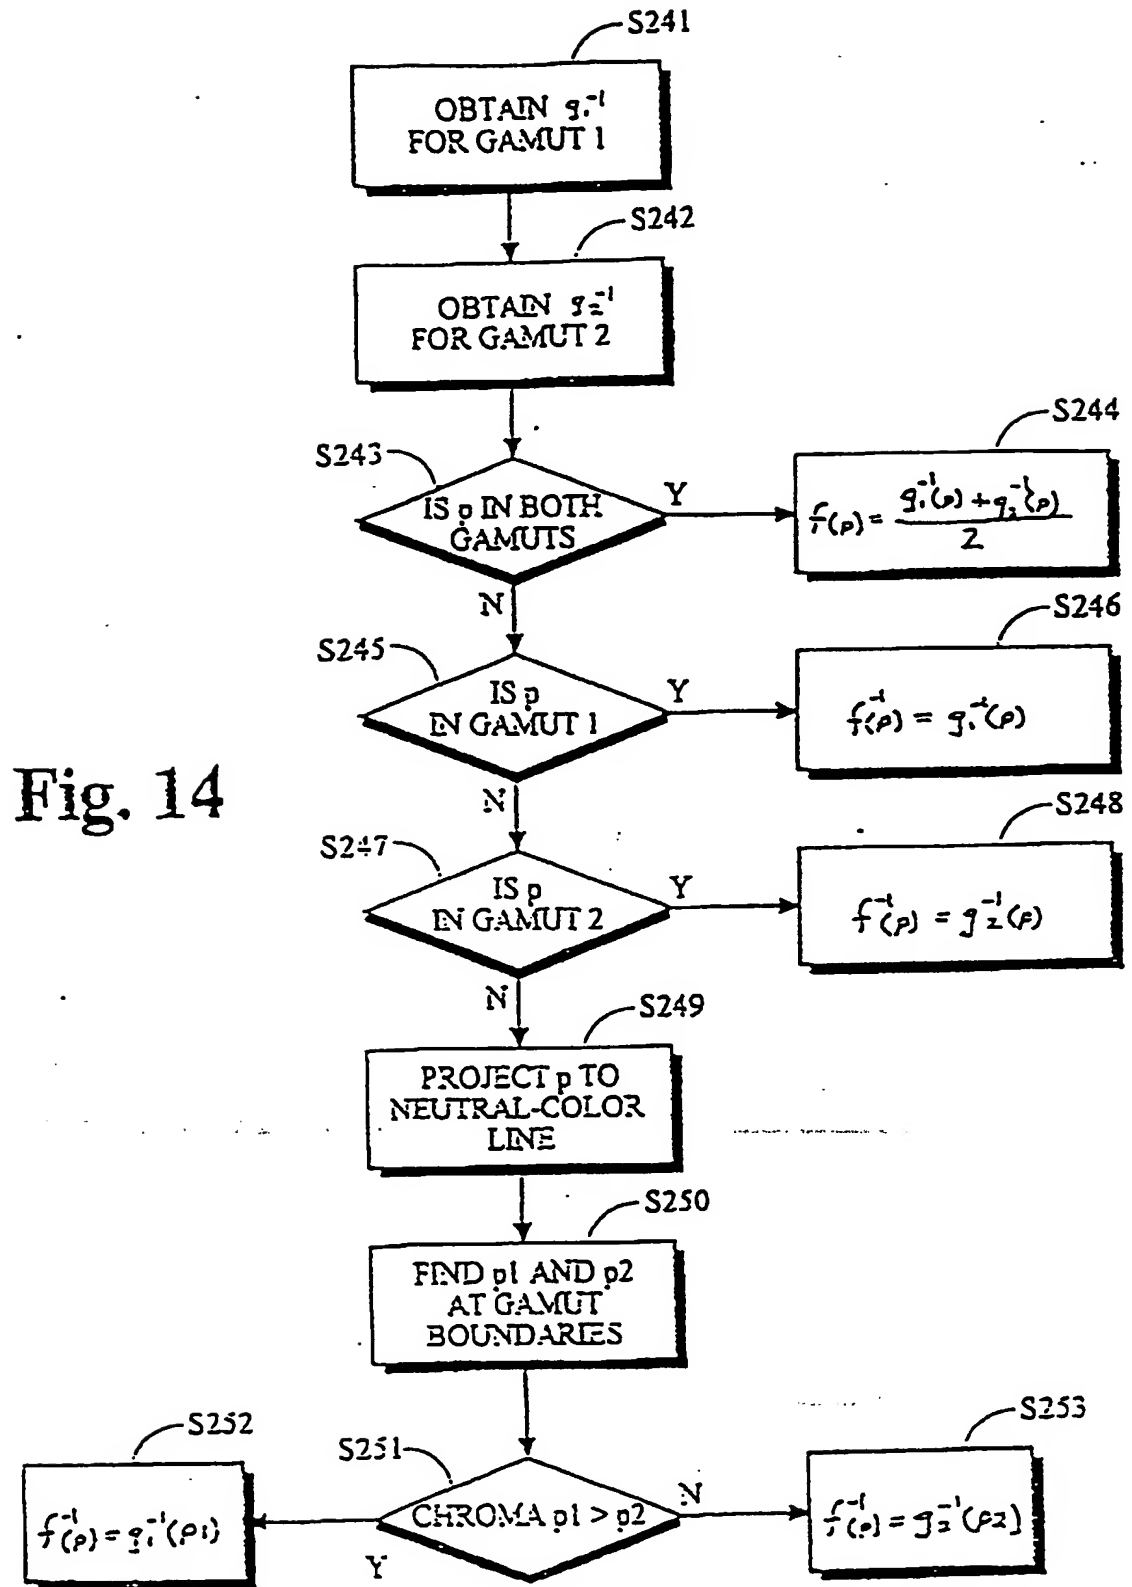 S241
OBTAIN g₁⁻¹
FOR GAMUT 1
S242
OBTAIN g₂⁻¹
FOR GAMUT 2
S243
IS p IN BOTH
GAMUTS
Y
N
S244
f(p) = g₁⁻¹(p) + g₂⁻¹(p)
2
S245
IS p
IN GAMUT 1
Y
N
S246
f⁻¹(p) = g₁⁻¹(p)
Fig. 14
S247
IS p
IN GAMUT 2
Y
N
S248
f⁻¹(p) = g₂⁻¹(p)
S249
PROJECT p TO
NEUTRAL-COLOR
LINE
S250
FIND p1 AND p2
AT GAMUT
BOUNDARIES
S251
CHROMA p1 > p2
Y
N
S252
f⁻¹(p) = g₁⁻¹(p1)
S253
f⁻¹(p) = g₂⁻¹(p2)